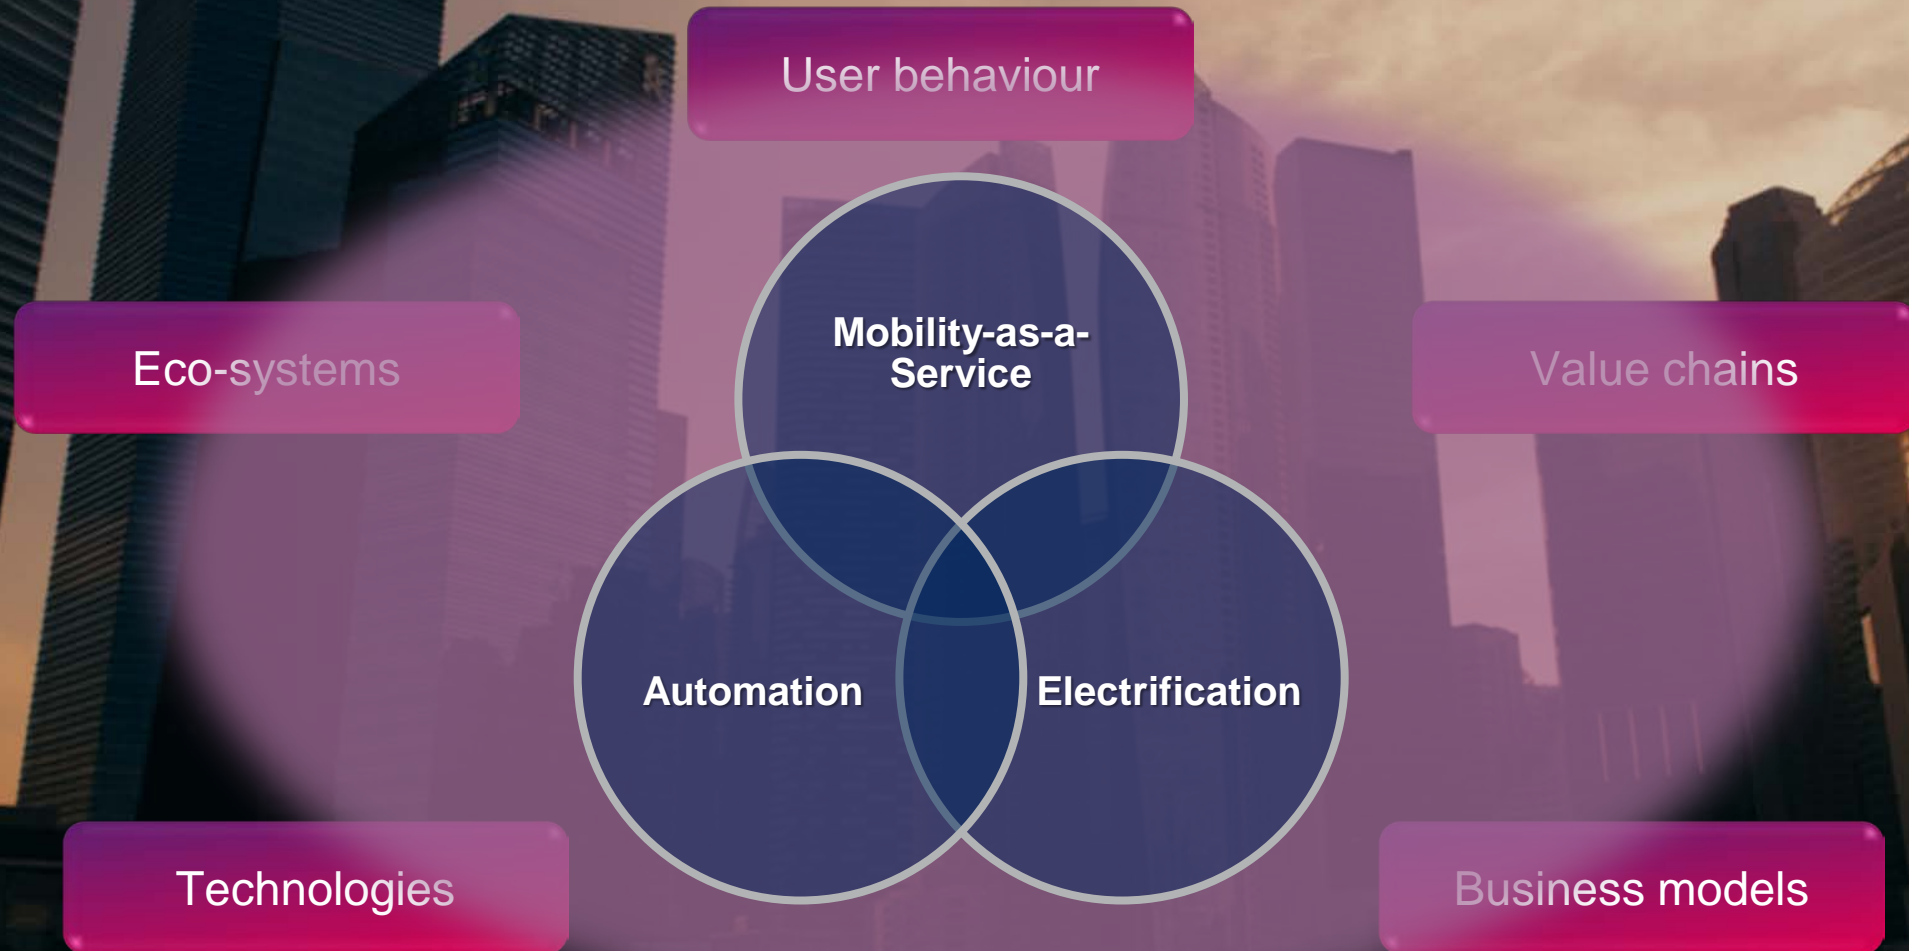 User behaviour
Mobility-as-a-
Service
Eco-systems
Value chains
Automation
Electrification
Technologies
Business models